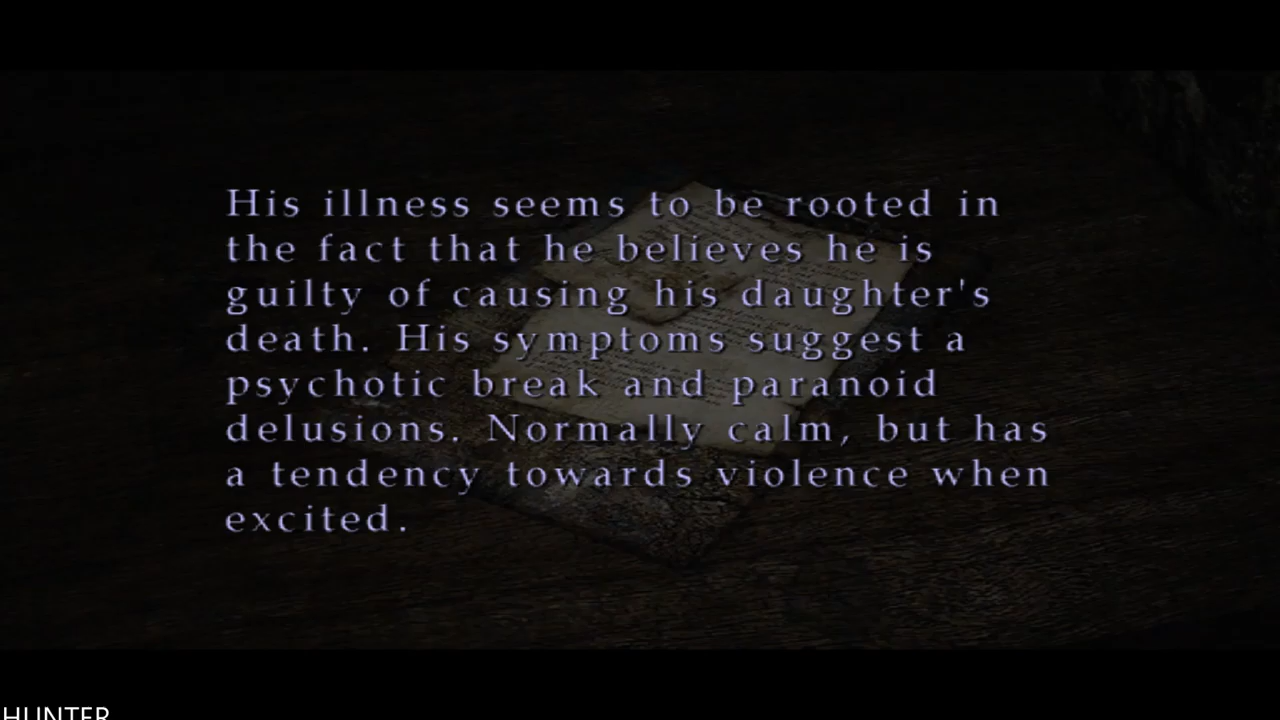 His illness seems to be rooted in
the fact that he believes he is
guilty of causing his daughter's
death. His symptoms suggest a
psychotic break and paranoid
delusions. Normally calm, but has
a tendency towards violence when
excited.
HUNTER